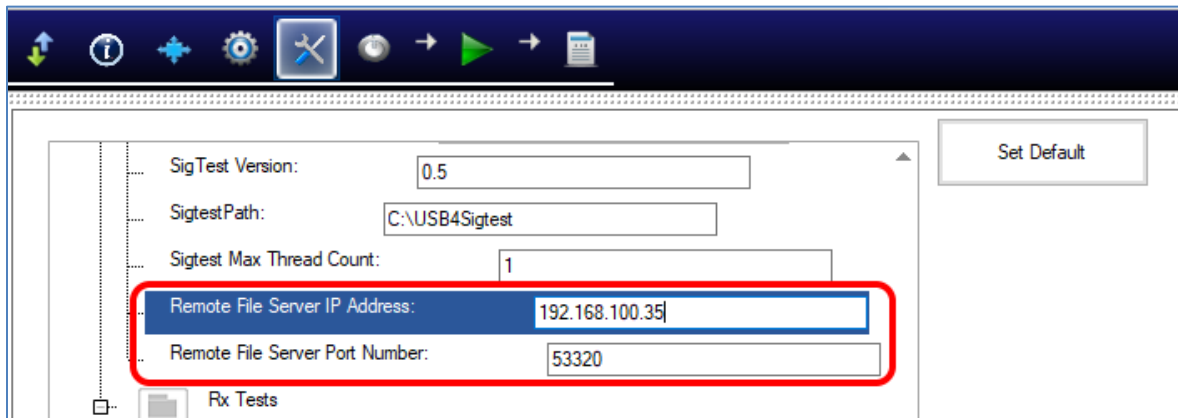 Set Default
SigTest Version: 0.5
SigtestPath: C:\USB4Sigtest
Sigtest Max Thread Count: 1
Remote File Server IP Address: 192.168.100.35
Remote File Server Port Number: 53320
Rx Tests